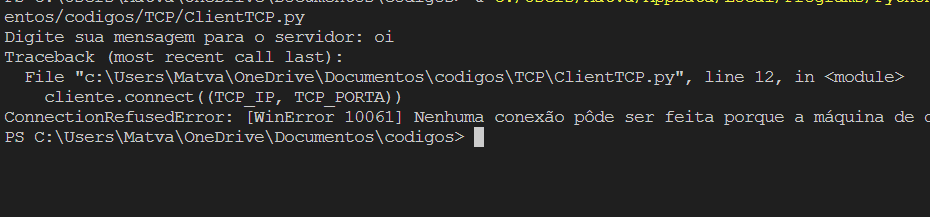 entos/codigos/TCP/ClientTCP.py
Digite sua mensagem para o servidor: oi
Traceback (most recent call last):
File "c:\Users\Matva\OneDrive\Documentos\codigos\TCP\ClientTCP.py", line 12, in <module>
cliente.connect((TCP_IP, TCP_PORTA))
ConnectionRefusedError: [WinError 10061] Nenhuma conexão pôde ser feita porque a máquina de
PS C:\Users\Matva\OneDrive\Documentos\codigos>